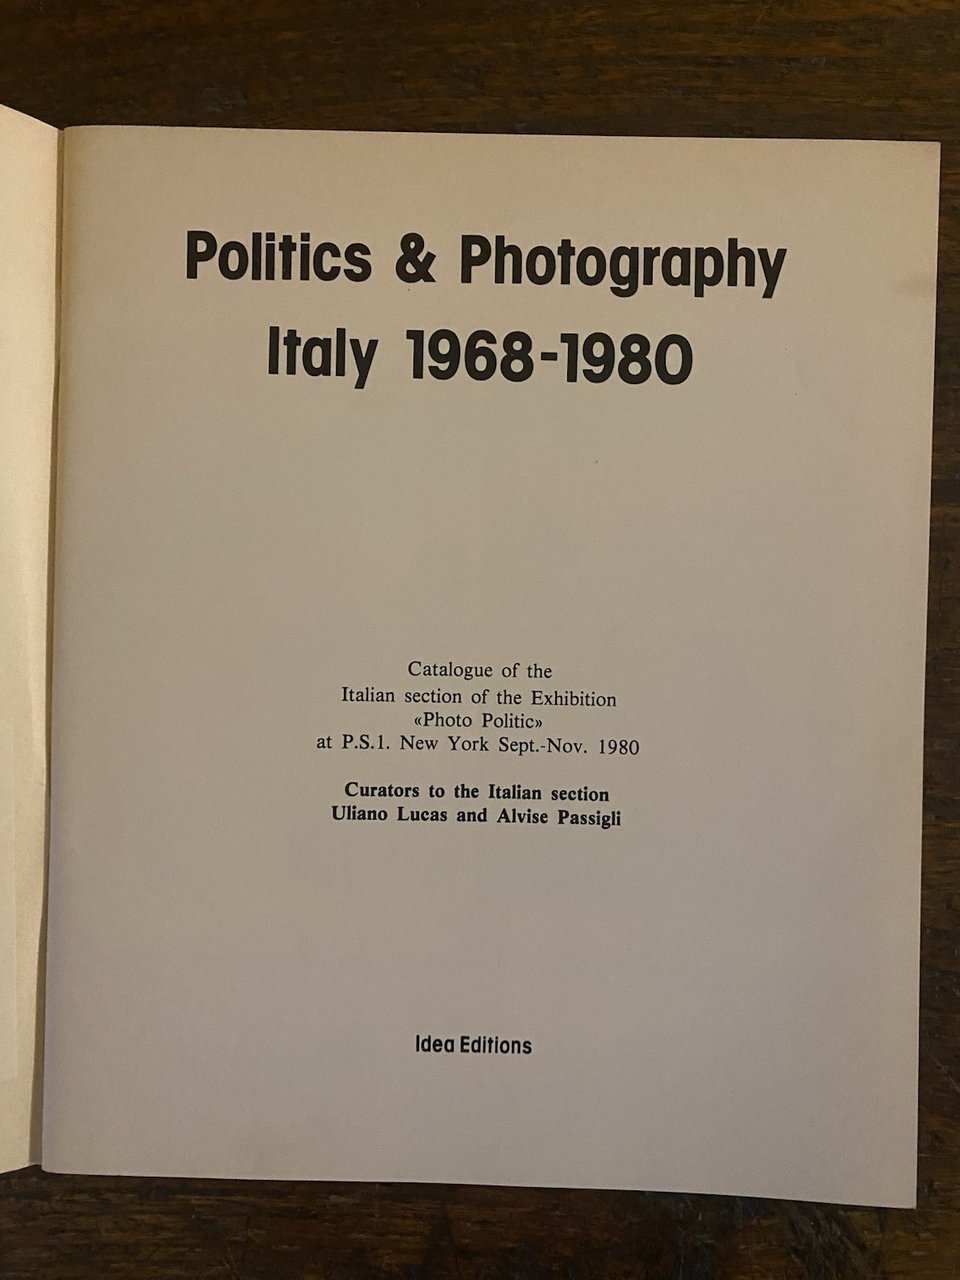 Politics & Photography
Italy 1968-1980
Catalogue of the
Italian section of the Exhibition
«Photo Politic»
at P.S.1. New York Sept.-Nov. 1980
Curators to the Italian section
Uliano Lucas and Alvise Passigli
Idea Editions